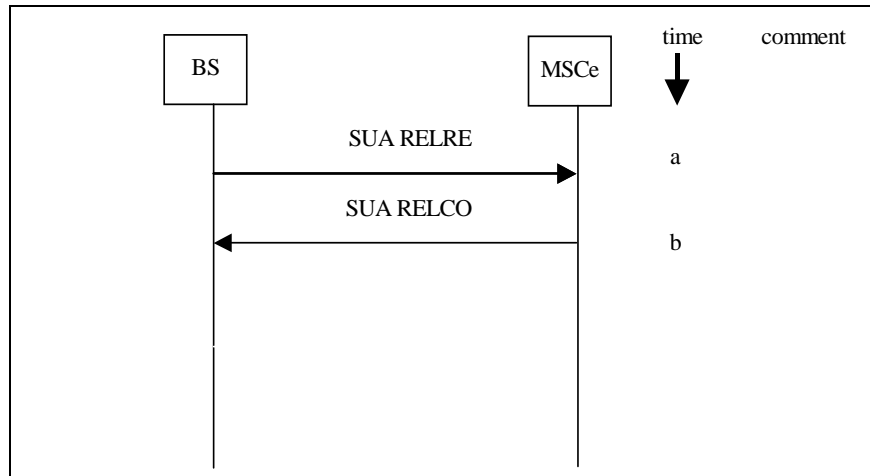 time comment
BS MSCe
SUA RELRE
a
SUA RELCO
b